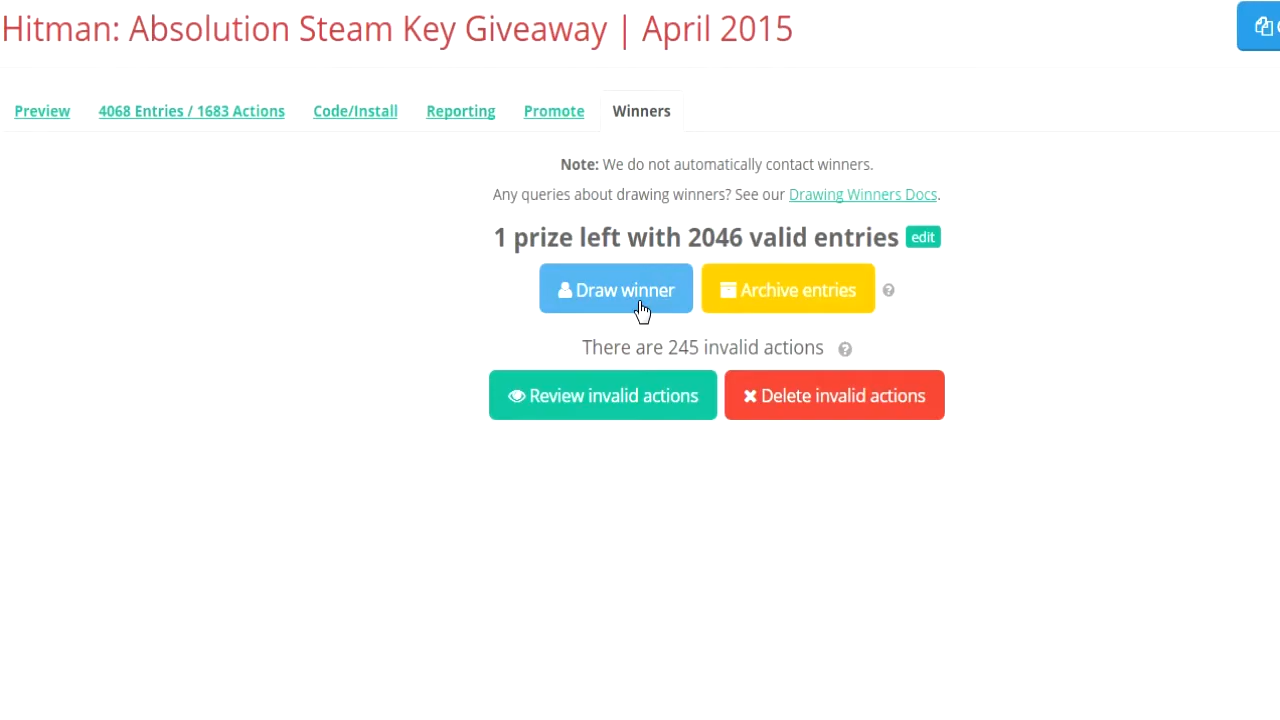 Hitman: Absolution Steam Key Giveaway | April 2015
Preview 4068 Entries / 1683 Actions Code/Install Reporting Promote Winners
Note: We do not automatically contact winners.
Any queries about drawing winners? See our Drawing Winners Docs.
1 prize left with 2046 valid entries edit
Draw winner Archive entries ?
There are 245 invalid actions ?
Review invalid actions Delete invalid actions